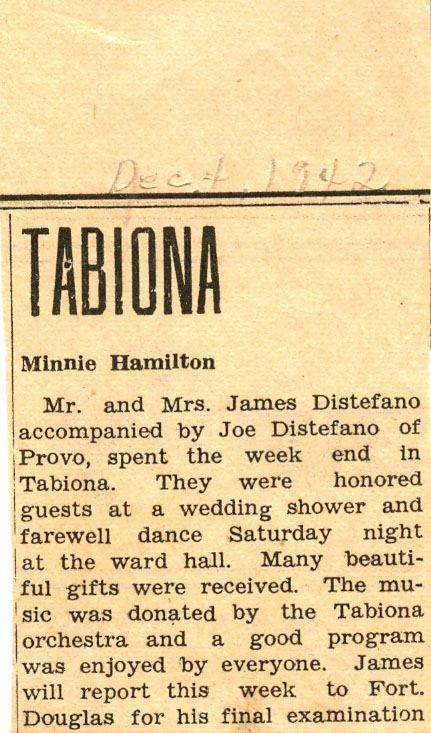 Dec. 4, 1942
TABIONA
Minnie Hamilton
Mr. and Mrs. James Distefano
accompanied by Joe Distefano of
Provo, spent the week end in
Tabiona. They were honored
guests at a wedding shower and
farewell dance Saturday night
at the ward hall. Many beauti-
ful gifts were received. The mu-
sic was donated by the Tabiona
orchestra and a good program
was enjoyed by everyone. James
will report this week to Fort.
Douglas for his final examination